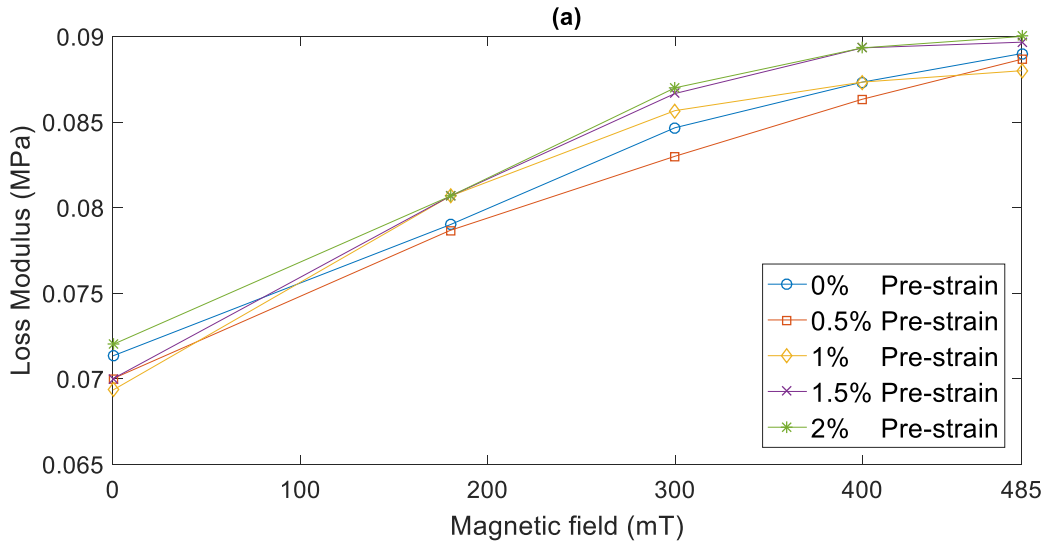 (a)
0.09
0.085
0.08
0.075
0.07
0.065
Loss Modulus (MPa)
0% Pre-strain
0.5% Pre-strain
1% Pre-strain
1.5% Pre-strain
2% Pre-strain
0 100 200 300 400 485
Magnetic field (mT)